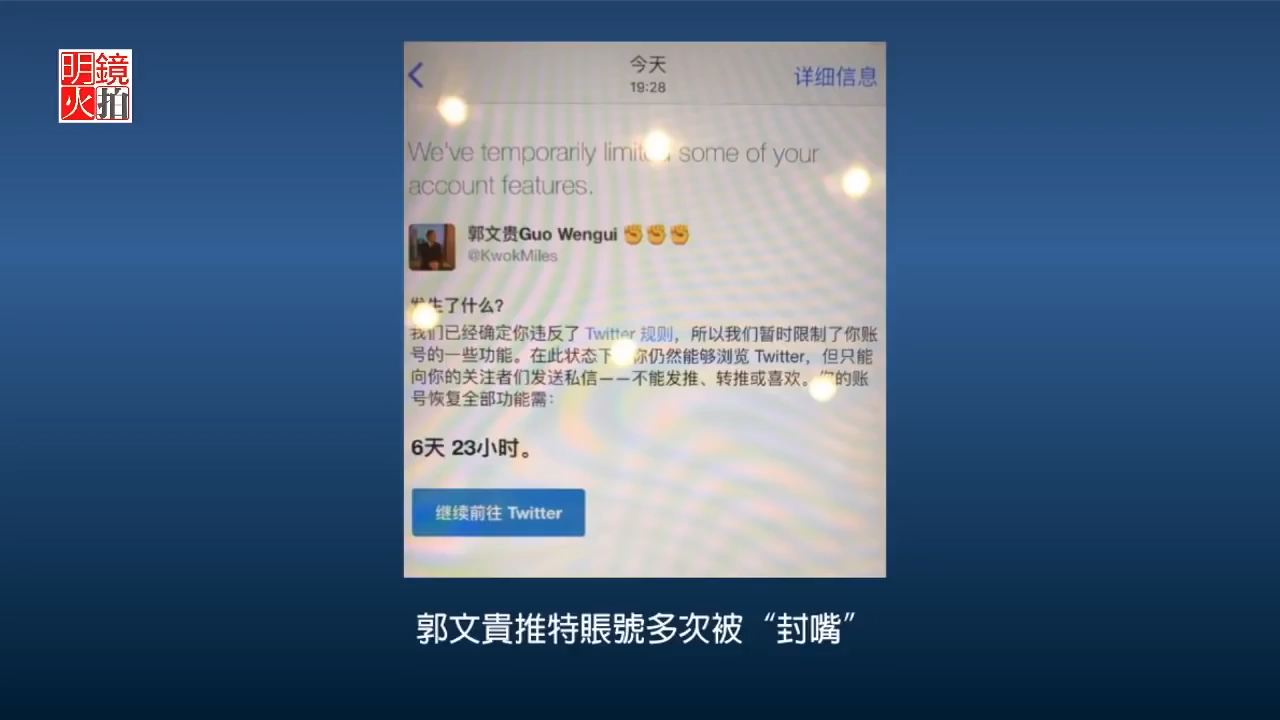 明鏡
火拍
今天
19:28
详细信息
We've temporarily limited some of your
account features.
郭文贵Guo Wengui ✊✊✊
@KwokMiles
发生了什么?
我们已经确定你违反了 Twitter 规则，所以我们暂时限制了你账
号的一些功能。在此状态下，你仍然能够浏览 Twitter，但只能
向你的关注者们发送私信——不能发推、转推或喜欢。你的账
号恢复全部功能需:
6天 23小时。
继续前往 Twitter
郭文貴推特賬號多次被“封嘴”